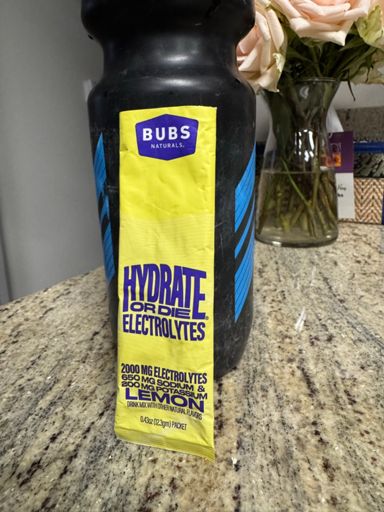 BUBS
NATURALS.
HYDRATE
OR DIE®
ELECTROLYTES
2000 MG ELECTROLYTES
650 MG SODIUM &
200 MG POTASSIUM
LEMON
DRINK MIX WITH OTHER NATURAL FLAVORS
0.43oz (12.3gm) PACKET